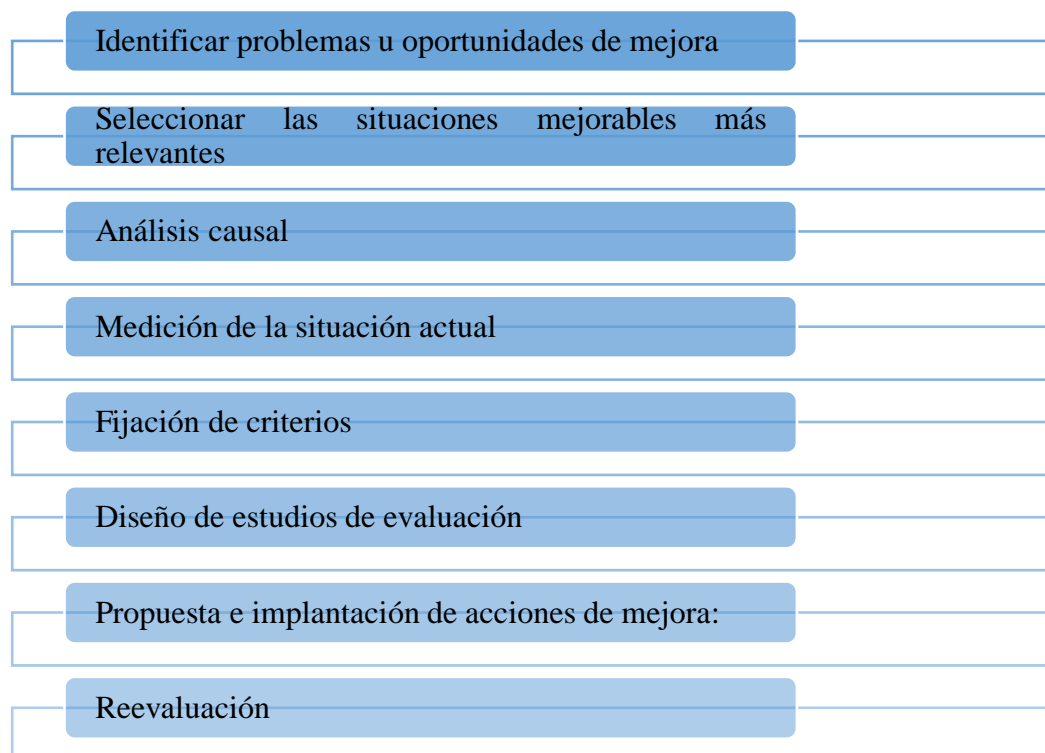 Identificar problemas u oportunidades de mejora
Seleccionar las situaciones mejorables más
relevantes
Análisis causal
Medición de la situación actual
Fijación de criterios
Diseño de estudios de evaluación
Propuesta e implantación de acciones de mejora:
Reevaluación